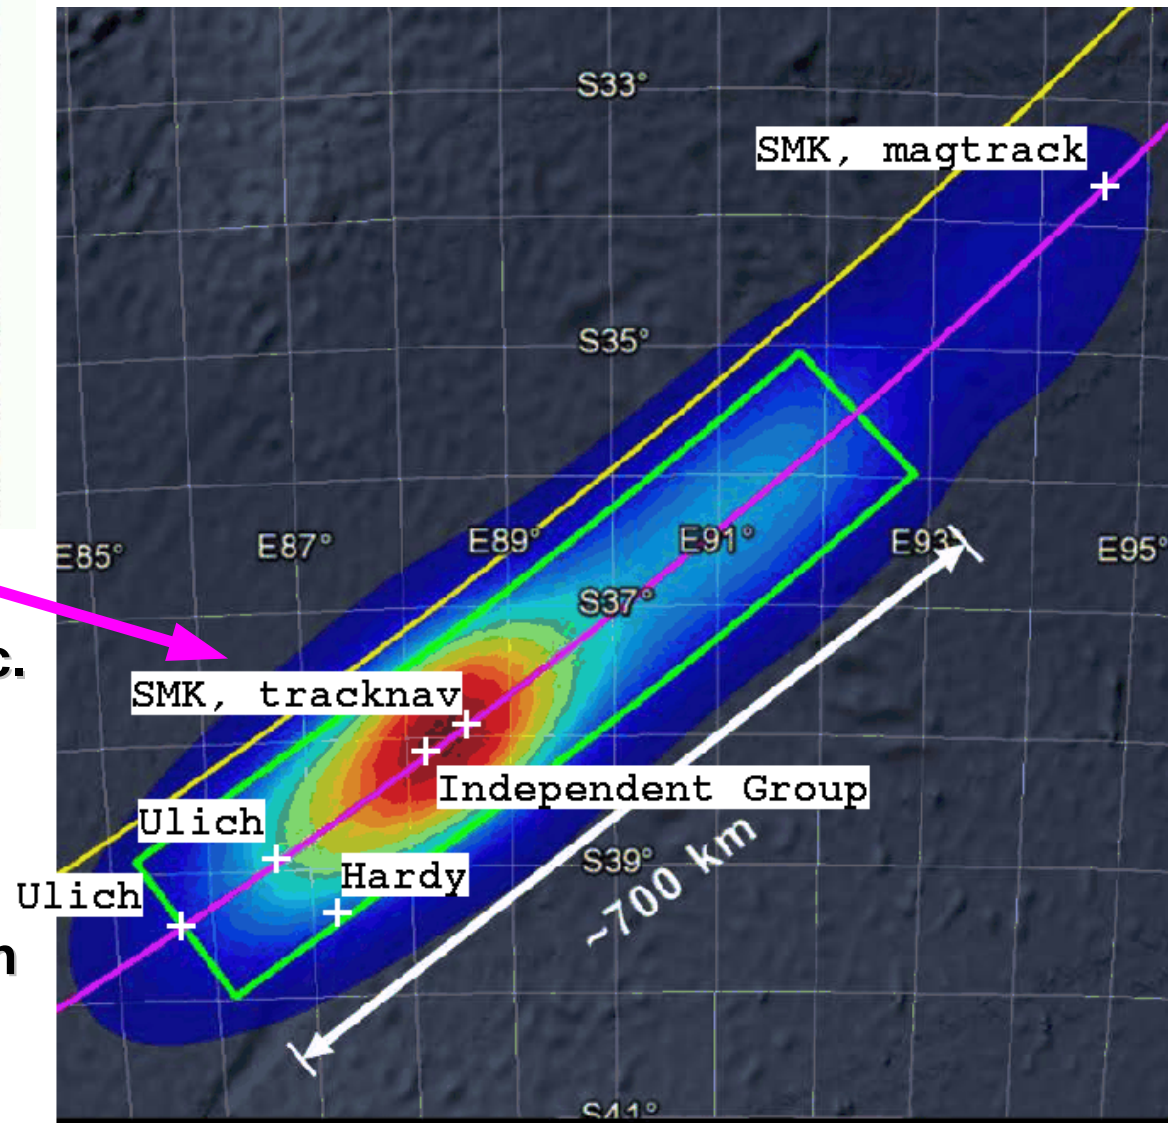 S33°
SMK, magtrack
S35°
E85°
E87°
E89°
E91°
E93°
E95°
S37°
c.
SMK, tracknav
Independent Group
Ulich
S39°
Hardy
~700 km
Ulich
S41°